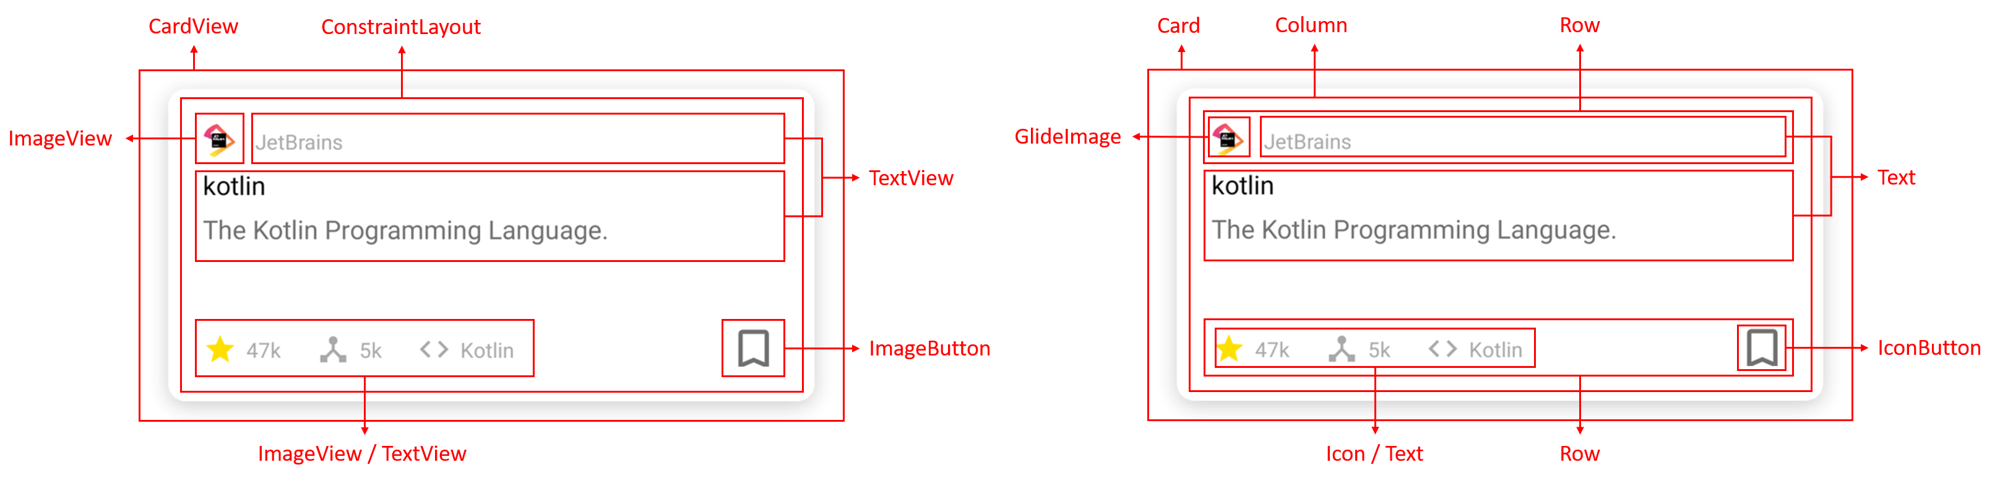 CardView
ConstraintLayout
ImageView
JetBrains
TextView
kotlin
The Kotlin Programming Language.
47k
5k
Kotlin
ImageButton
ImageView / TextView
Card
Column
Row
GlideImage
JetBrains
Text
kotlin
The Kotlin Programming Language.
47k
5k
Kotlin
IconButton
Icon / Text
Row